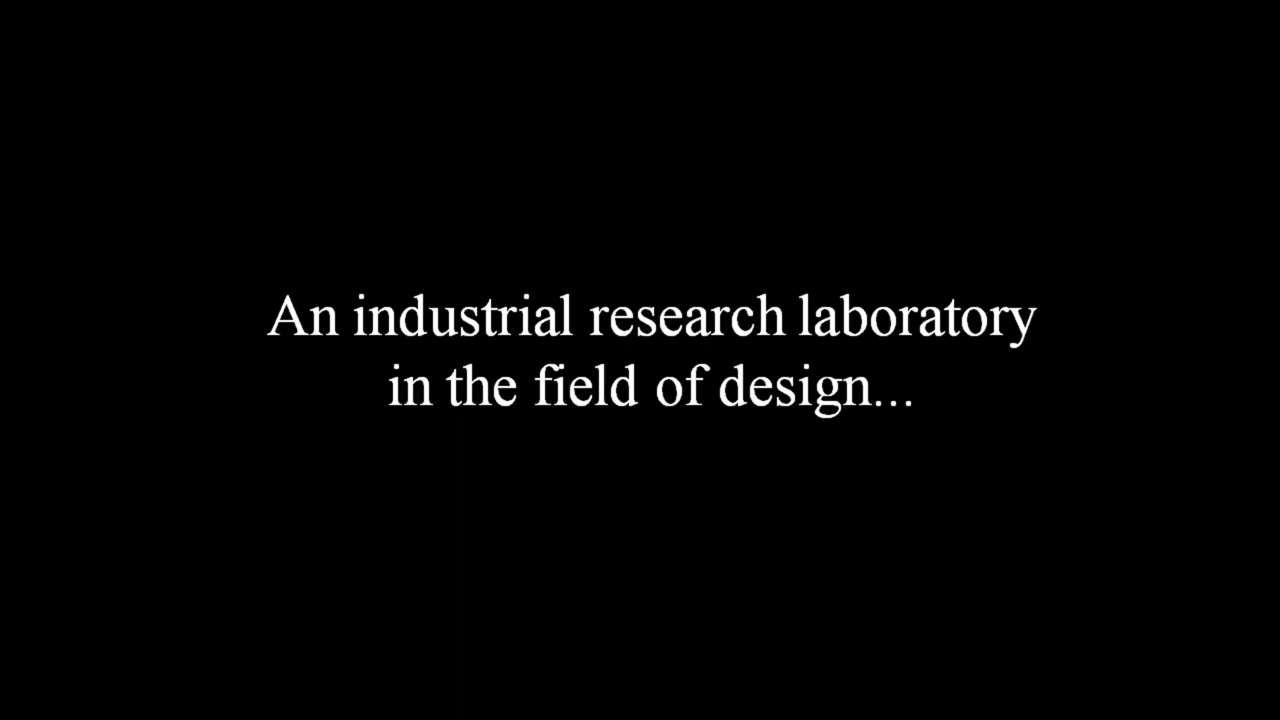 An industrial research laboratory
in the field of design...